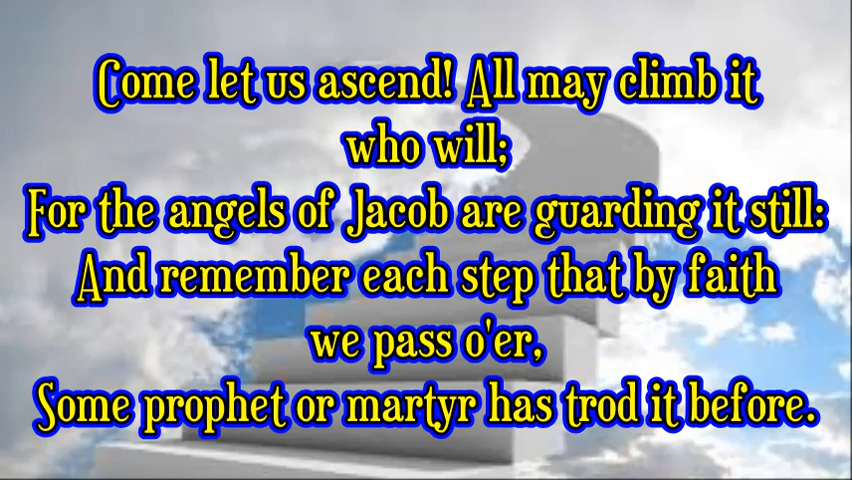 Come let us ascend! All may climb it
who will;
For the angels of Jacob are guarding it still:
And remember each step that by faith
we pass o'er,
Some prophet or martyr has trod it before.